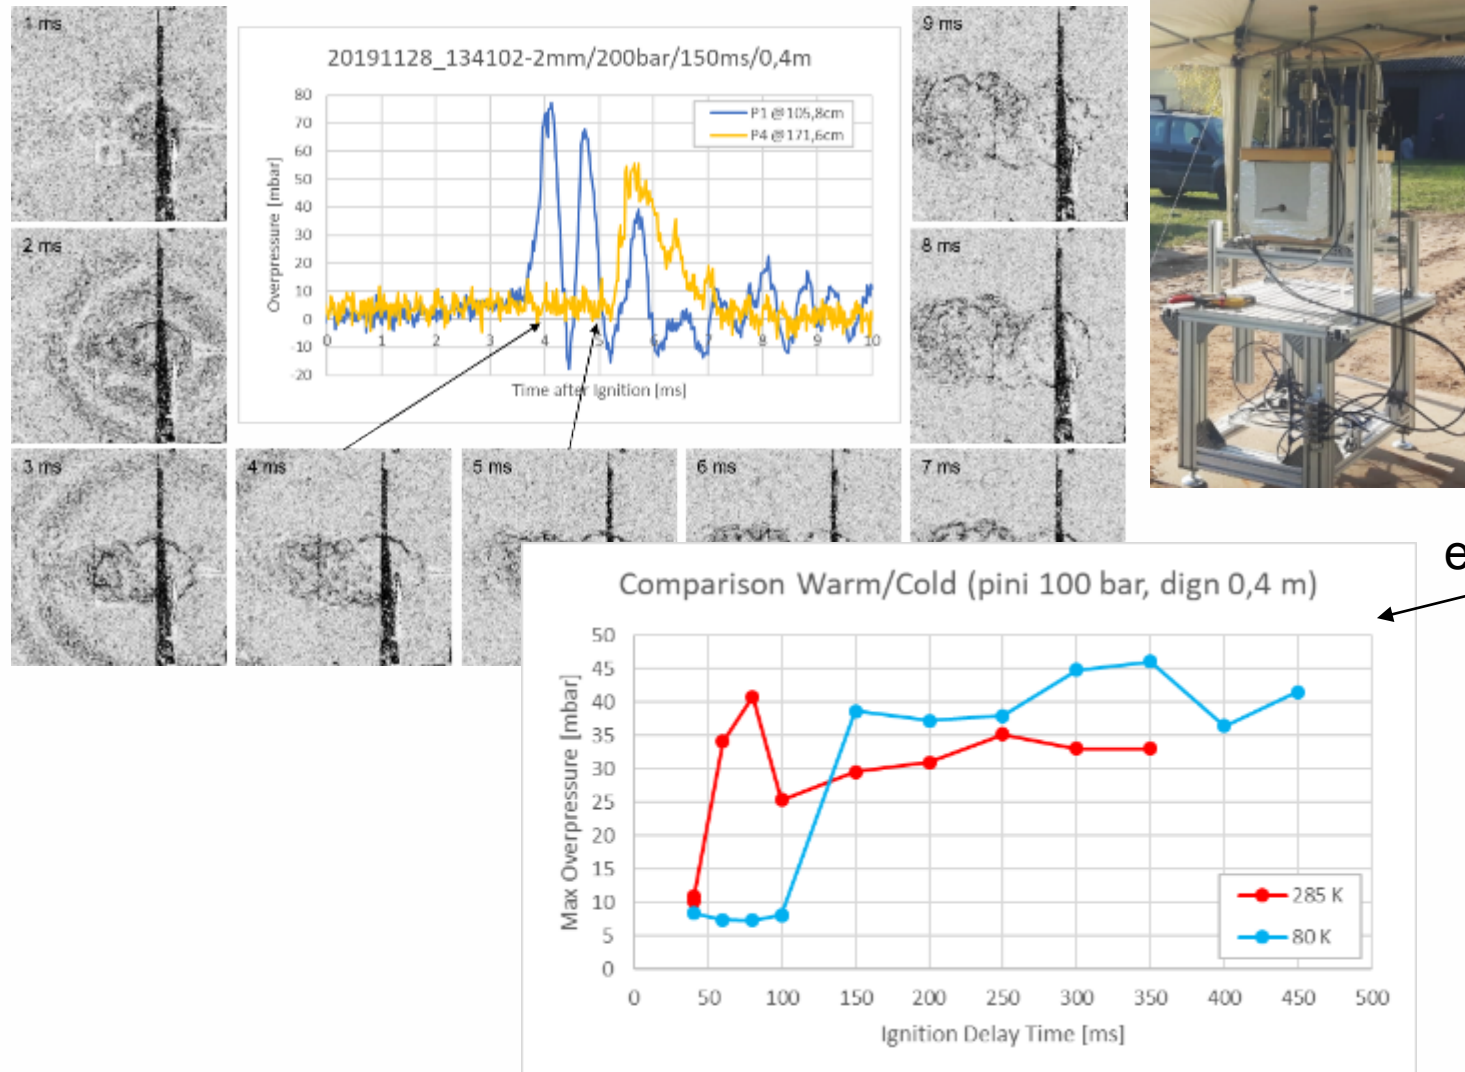 1 ms
20191128_134102-2mm/200bar/150ms/0,4m
80
70
60
50
40
30
20
10
0
-10
-20
Overpressure [mbar]
P1 @105,8cm
P4 @171,6cm
0 1 2 3 4 5 6 7 8 9 10
Time after Ignition [ms]
9 ms
2 ms
8 ms
3 ms
4 ms
5 ms
6 ms
7 ms
e
Comparison Warm/Cold (pini 100 bar, dign 0,4 m)
50
45
40
35
30
25
20
15
10
5
0
Max Overpressure [mbar]
285 K
80 K
0 50 100 150 200 250 300 350 400 450 500
Ignition Delay Time [ms]